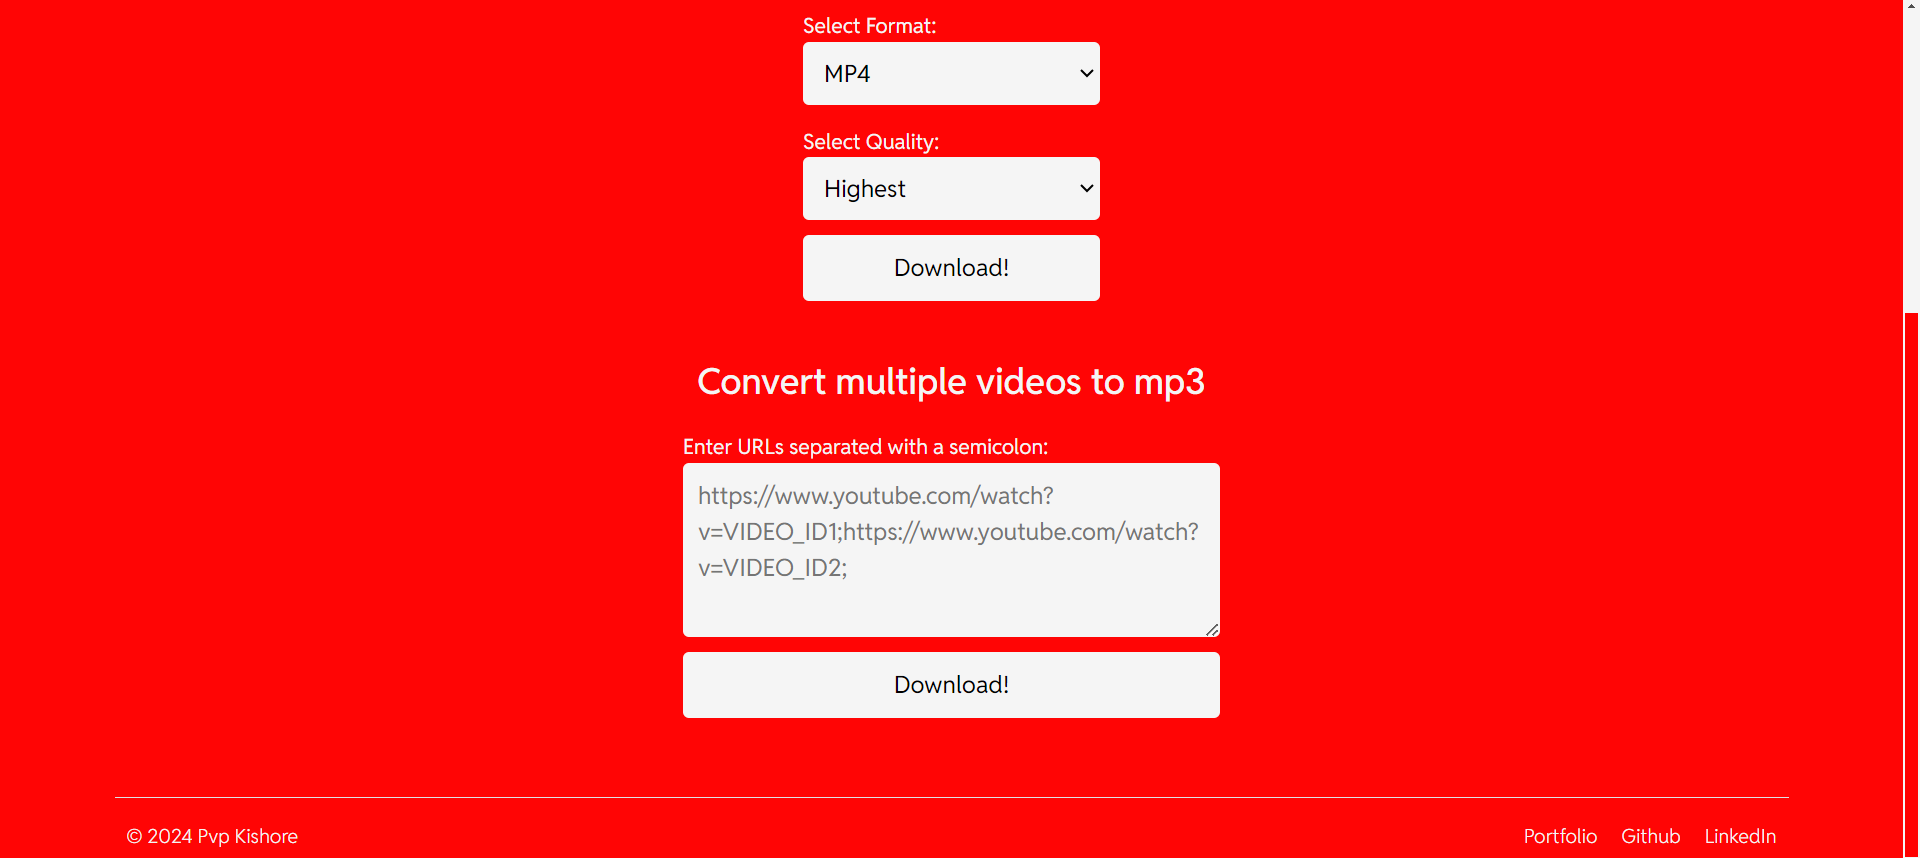 Select Format:
MP4
Select Quality:
Highest
Download!
Convert multiple videos to mp3
Enter URLs separated with a semicolon:
https://www.youtube.com/watch?
v=VIDEO_ID1;https://www.youtube.com/watch?
v=VIDEO_ID2;
Download!
© 2024 Pvp Kishore
Portfolio Github LinkedIn